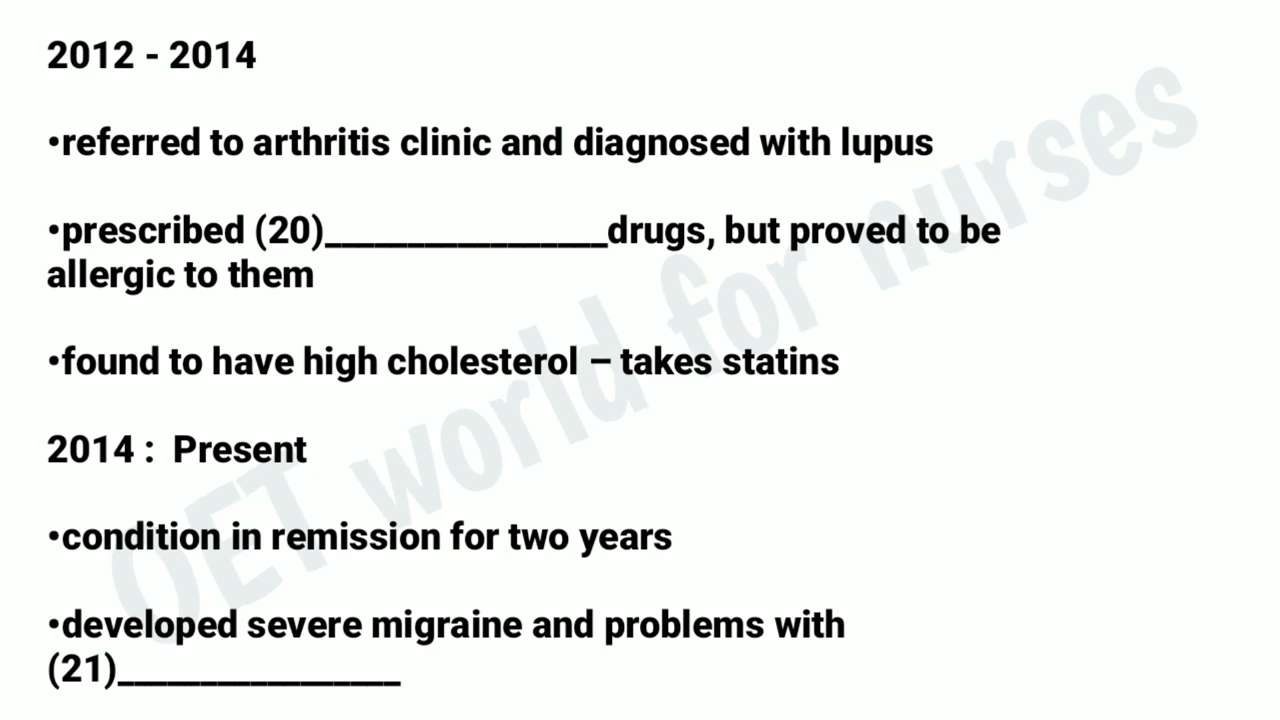 2012 - 2014
•referred to arthritis clinic and diagnosed with lupus
•prescribed (20)_________________drugs, but proved to be
allergic to them
•found to have high cholesterol – takes statins
2014 :  Present
•condition in remission for two years
•developed severe migraine and problems with
(21)_________________
OET world for nurses